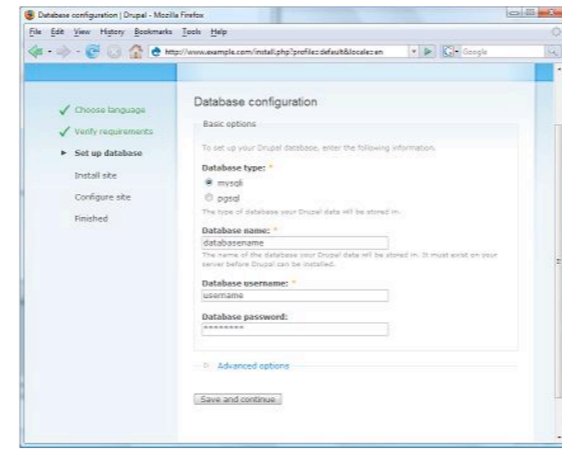 Database configuration | Drupal - Mozilla Firefox
File Edit View History Bookmarks Tools Help
http://www.example.com/install.php?profile=default&locale=en
Google
Choose language
Verify requirements
Set up database
Install site
Configure site
Finished
Database configuration
Basic options
To set up your Drupal database, enter the following information.
Database type: *
mysqli
pgsql
The type of database your Drupal data will be stored in.
Database name: *
databasename
The name of the database your Drupal data will be stored in. It must exist on your
server before Drupal can be installed.
Database username: *
username
Database password:
********
Advanced options
Save and continue